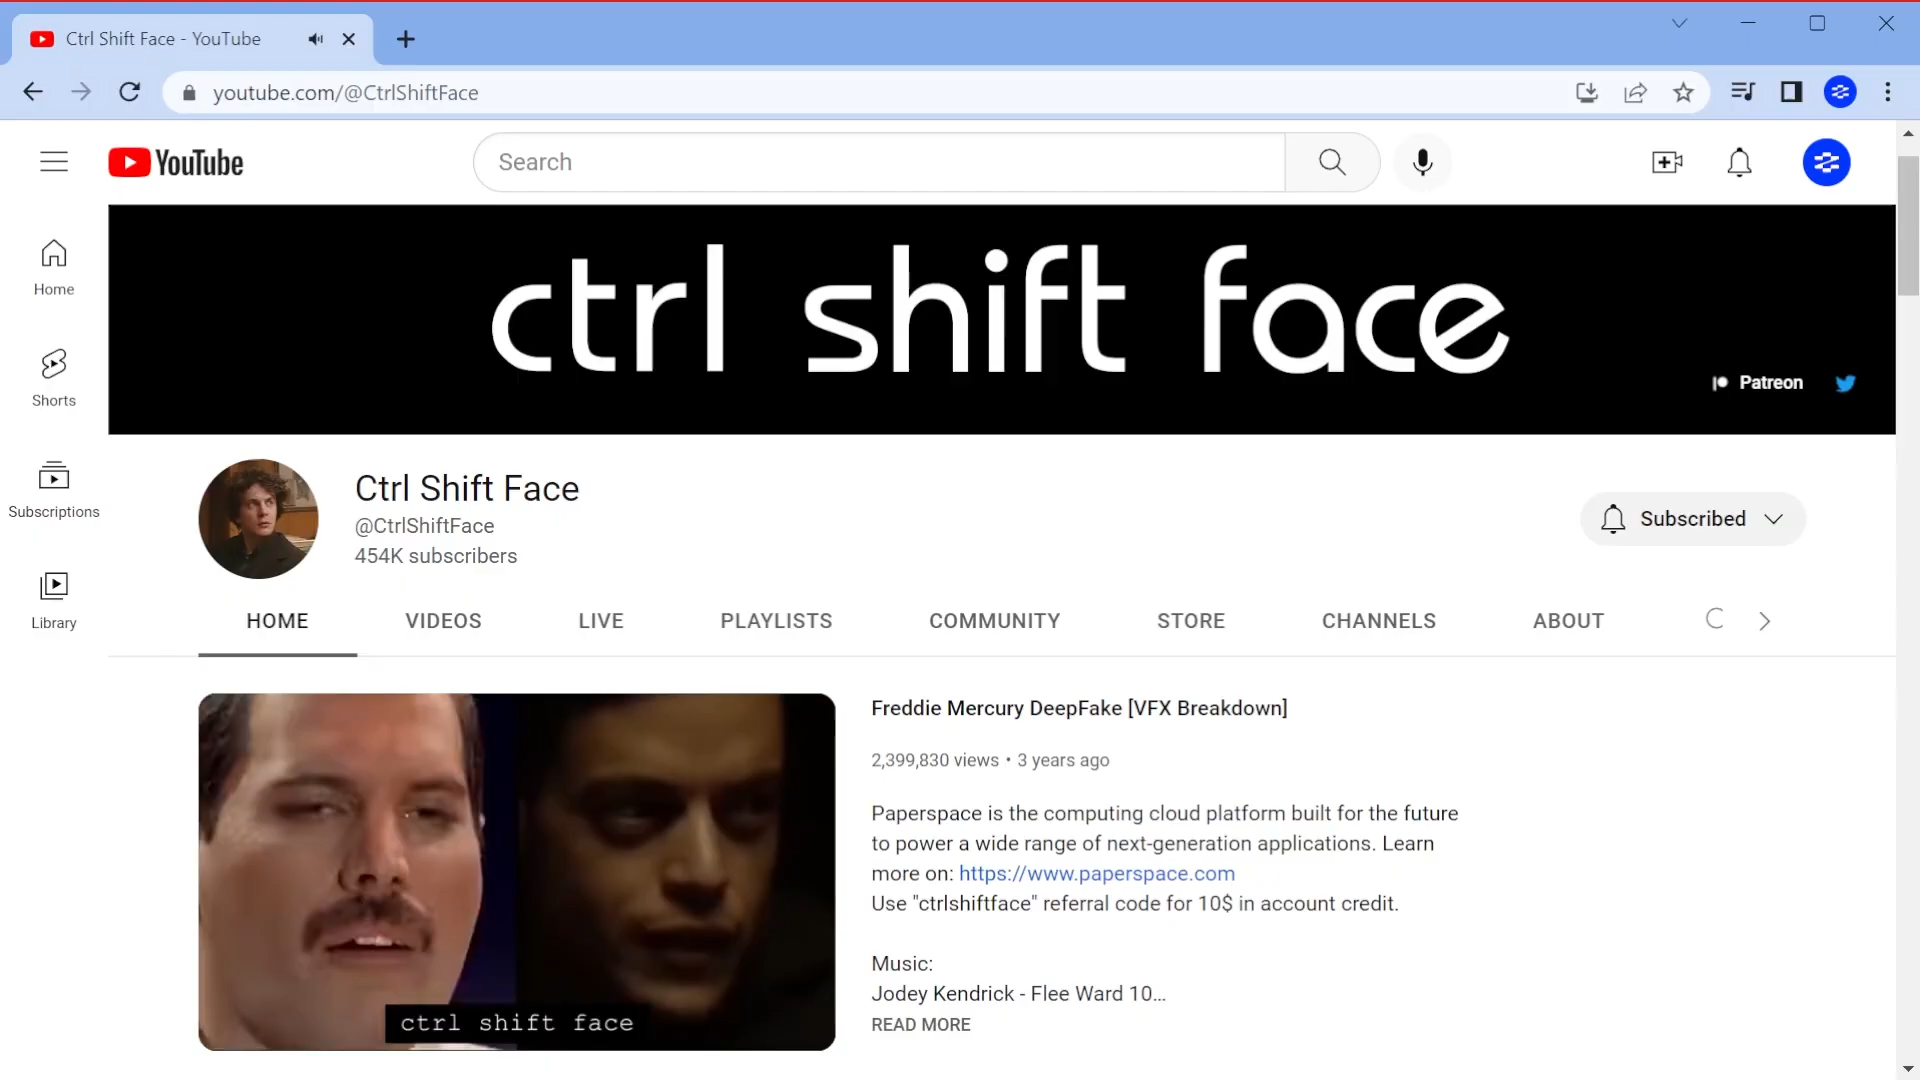 Ctrl Shift Face - YouTube
youtube.com/@CtrlShiftFace
YouTube
Search
Home
Shorts
Subscriptions
Library
ctrl shift face
Patreon
Ctrl Shift Face
@CtrlShiftFace
454K subscribers
Subscribed
HOME VIDEOS LIVE PLAYLISTS COMMUNITY STORE CHANNELS ABOUT
ctrl shift face
Freddie Mercury DeepFake [VFX Breakdown]
2,399,830 views • 3 years ago
Paperspace is the computing cloud platform built for the future
to power a wide range of next-generation applications. Learn
more on: https://www.paperspace.com
Use "ctrlshiftface" referral code for 10$ in account credit.
Music:
Jodey Kendrick - Flee Ward 10...
READ MORE